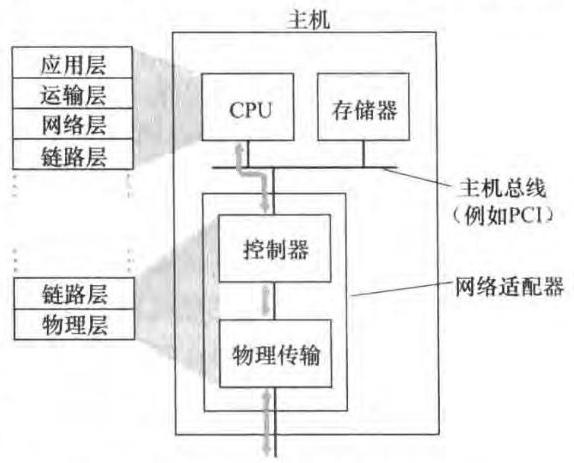 主机
应用层
运输层
网络层
链路层
CPU
存储器
主机总线
（例如PCI）
控制器
网络适配器
链路层
物理层
物理传输